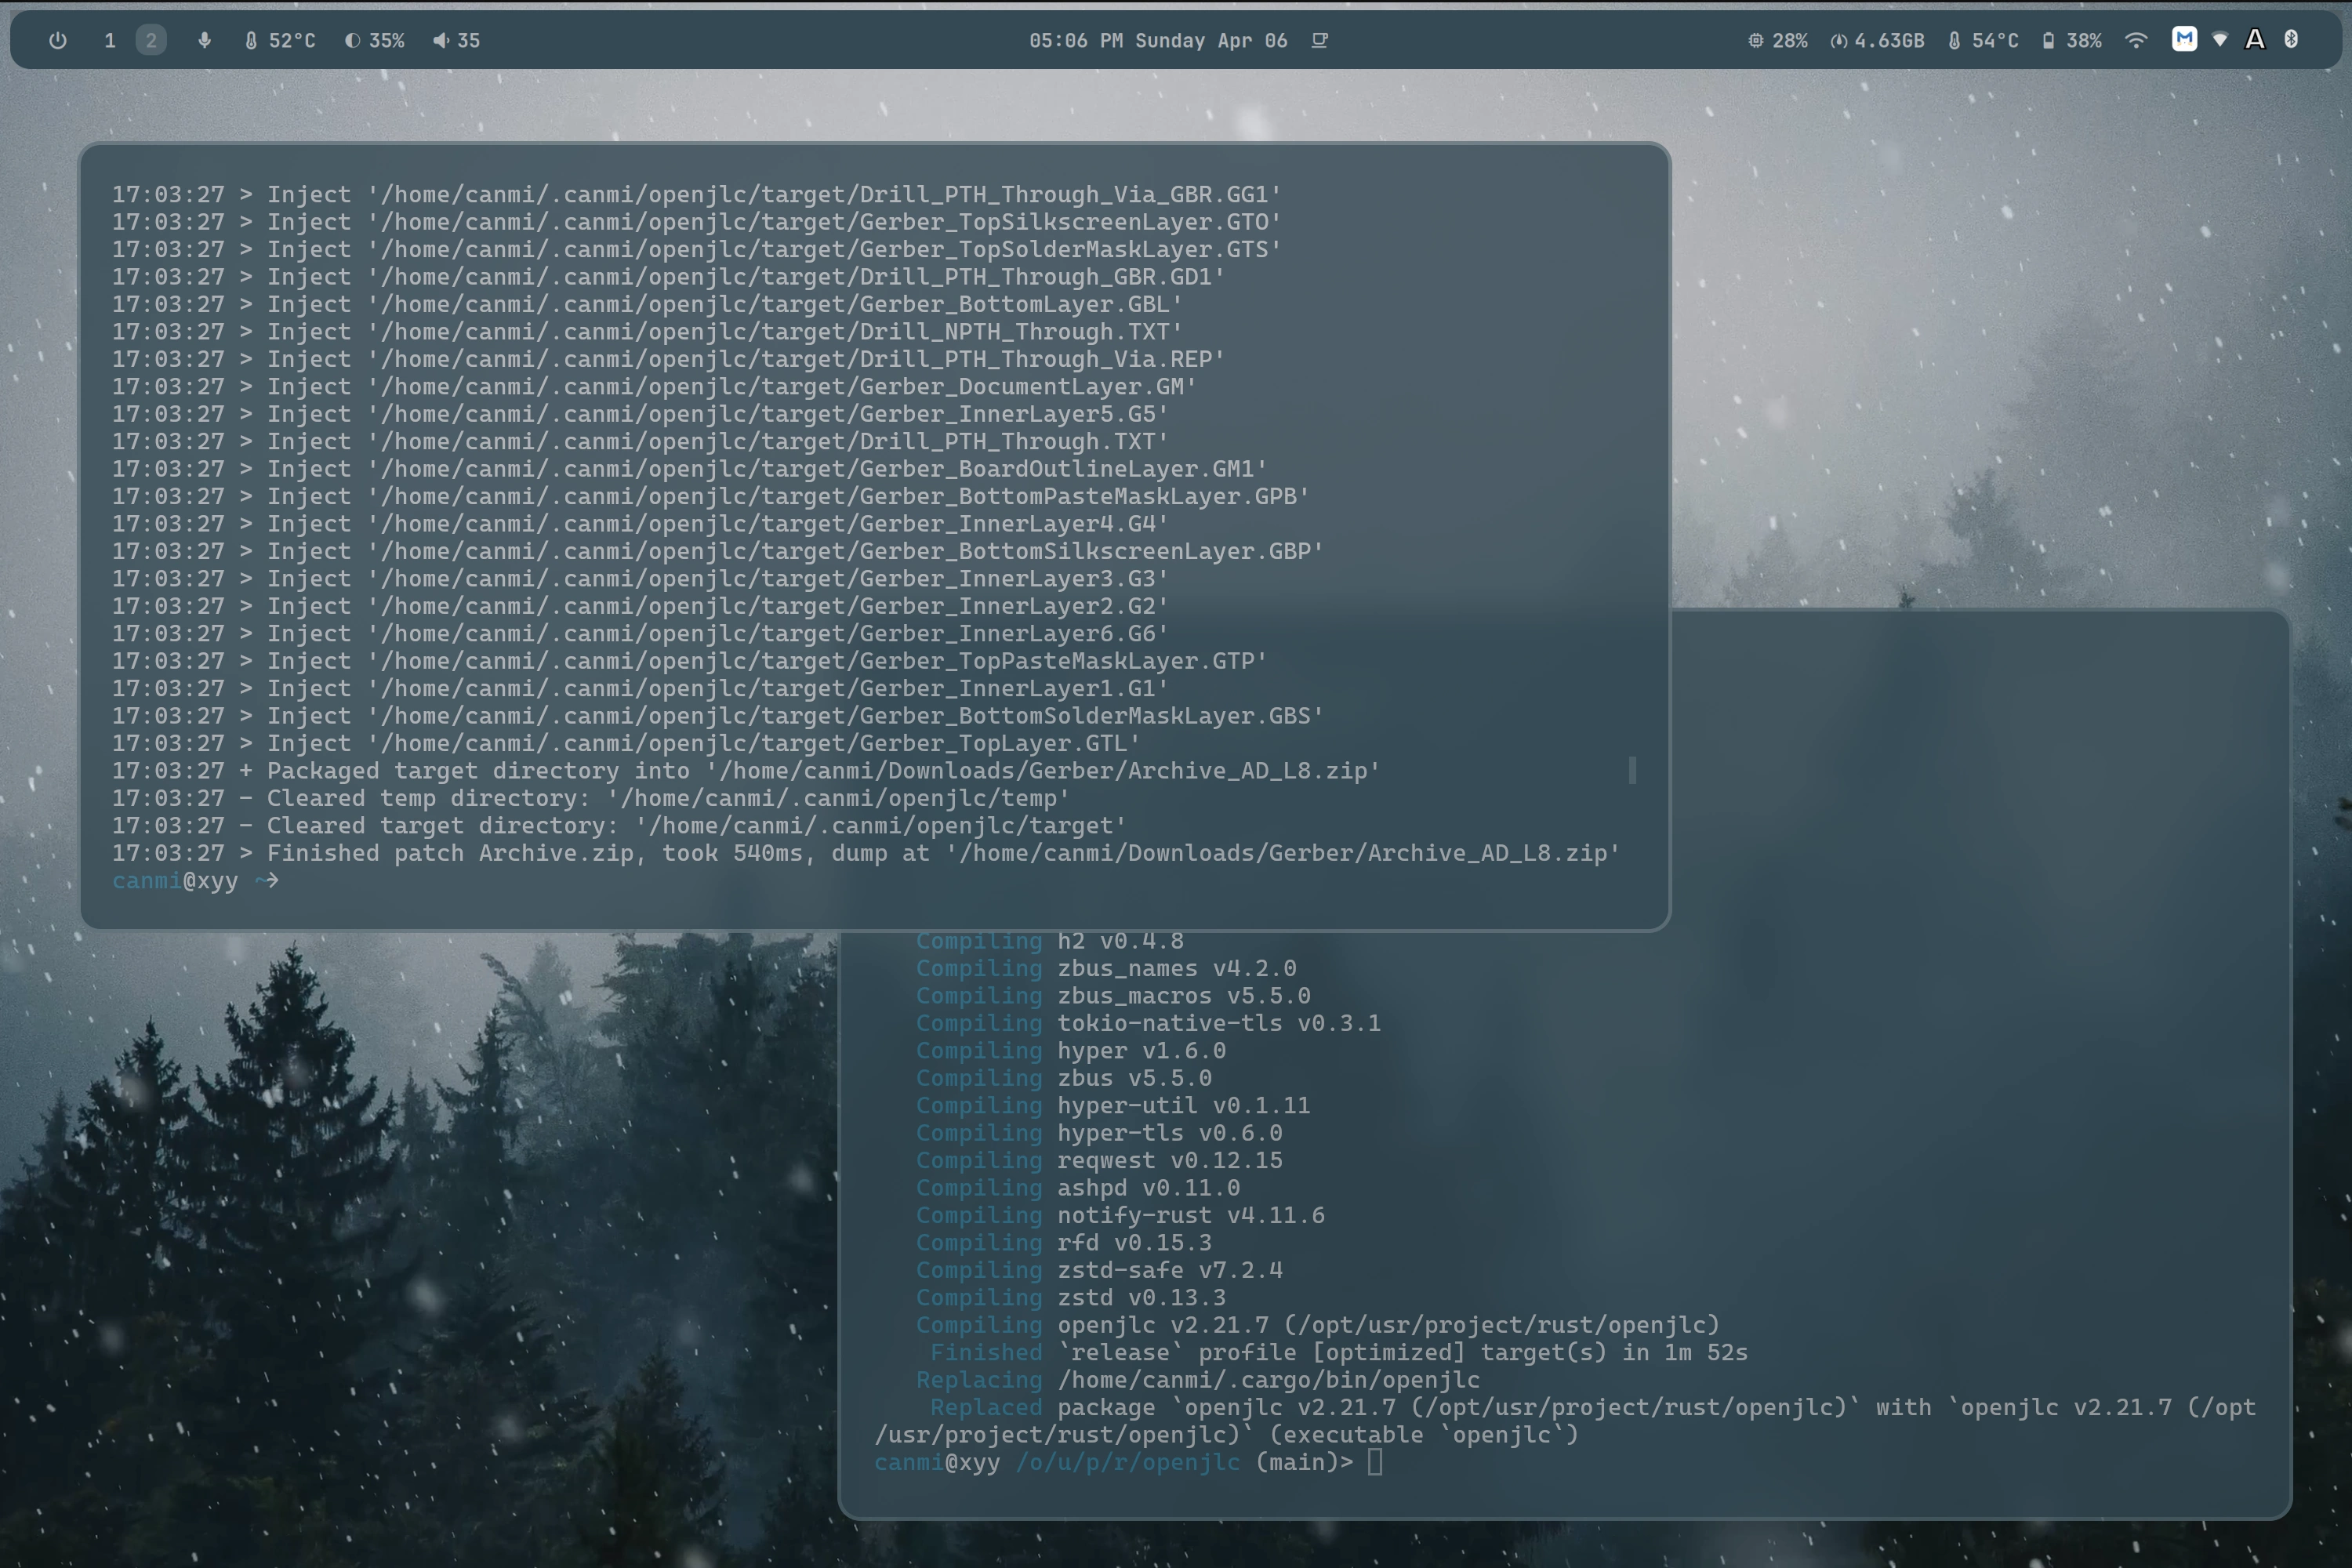 1 2 52°C 35% 35 05:06 PM Sunday Apr 06 28% 4.63GB 54°C 38% M A
17:03:27 > Inject '/home/canmi/.canmi/openjlc/target/Drill_PTH_Through_Via_GBR.GG1'
17:03:27 > Inject '/home/canmi/.canmi/openjlc/target/Gerber_TopSilkscreenLayer.GTO'
17:03:27 > Inject '/home/canmi/.canmi/openjlc/target/Gerber_TopSolderMaskLayer.GTS'
17:03:27 > Inject '/home/canmi/.canmi/openjlc/target/Drill_PTH_Through_GBR.GD1'
17:03:27 > Inject '/home/canmi/.canmi/openjlc/target/Gerber_BottomLayer.GBL'
17:03:27 > Inject '/home/canmi/.canmi/openjlc/target/Drill_NPTH_Through.TXT'
17:03:27 > Inject '/home/canmi/.canmi/openjlc/target/Drill_PTH_Through_Via.REP'
17:03:27 > Inject '/home/canmi/.canmi/openjlc/target/Gerber_DocumentLayer.GM'
17:03:27 > Inject '/home/canmi/.canmi/openjlc/target/Gerber_InnerLayer5.G5'
17:03:27 > Inject '/home/canmi/.canmi/openjlc/target/Drill_PTH_Through.TXT'
17:03:27 > Inject '/home/canmi/.canmi/openjlc/target/Gerber_BoardOutlineLayer.GM1'
17:03:27 > Inject '/home/canmi/.canmi/openjlc/target/Gerber_BottomPasteMaskLayer.GPB'
17:03:27 > Inject '/home/canmi/.canmi/openjlc/target/Gerber_InnerLayer4.G4'
17:03:27 > Inject '/home/canmi/.canmi/openjlc/target/Gerber_BottomSilkscreenLayer.GBP'
17:03:27 > Inject '/home/canmi/.canmi/openjlc/target/Gerber_InnerLayer3.G3'
17:03:27 > Inject '/home/canmi/.canmi/openjlc/target/Gerber_InnerLayer2.G2'
17:03:27 > Inject '/home/canmi/.canmi/openjlc/target/Gerber_InnerLayer6.G6'
17:03:27 > Inject '/home/canmi/.canmi/openjlc/target/Gerber_TopPasteMaskLayer.GTP'
17:03:27 > Inject '/home/canmi/.canmi/openjlc/target/Gerber_InnerLayer1.G1'
17:03:27 > Inject '/home/canmi/.canmi/openjlc/target/Gerber_BottomSolderMaskLayer.GBS'
17:03:27 > Inject '/home/canmi/.canmi/openjlc/target/Gerber_TopLayer.GTL'
17:03:27 + Packaged target directory into '/home/canmi/Downloads/Gerber/Archive_AD_L8.zip'
17:03:27 - Cleared temp directory: '/home/canmi/.canmi/openjlc/temp'
17:03:27 - Cleared target directory: '/home/canmi/.canmi/openjlc/target'
17:03:27 > Finished patch Archive.zip, took 540ms, dump at '/home/canmi/Downloads/Gerber/Archive_AD_L8.zip'
canmi@xyy ~→
Compiling h2 v0.4.8
Compiling zbus_names v4.2.0
Compiling zbus_macros v5.5.0
Compiling tokio-native-tls v0.3.1
Compiling hyper v1.6.0
Compiling zbus v5.5.0
Compiling hyper-util v0.1.11
Compiling hyper-tls v0.6.0
Compiling reqwest v0.12.15
Compiling ashpd v0.11.0
Compiling notify-rust v4.11.6
Compiling rfd v0.15.3
Compiling zstd-safe v7.2.4
Compiling zstd v0.13.3
Compiling openjlc v2.21.7 (/opt/usr/project/rust/openjlc)
Finished `release` profile [optimized] target(s) in 1m 52s
Replacing /home/canmi/.cargo/bin/openjlc
Replaced package `openjlc v2.21.7 (/opt/usr/project/rust/openjlc)` with `openjlc v2.21.7 (/opt
/usr/project/rust/openjlc)` (executable `openjlc`)
canmi@xyy /o/u/p/r/openjlc (main)>